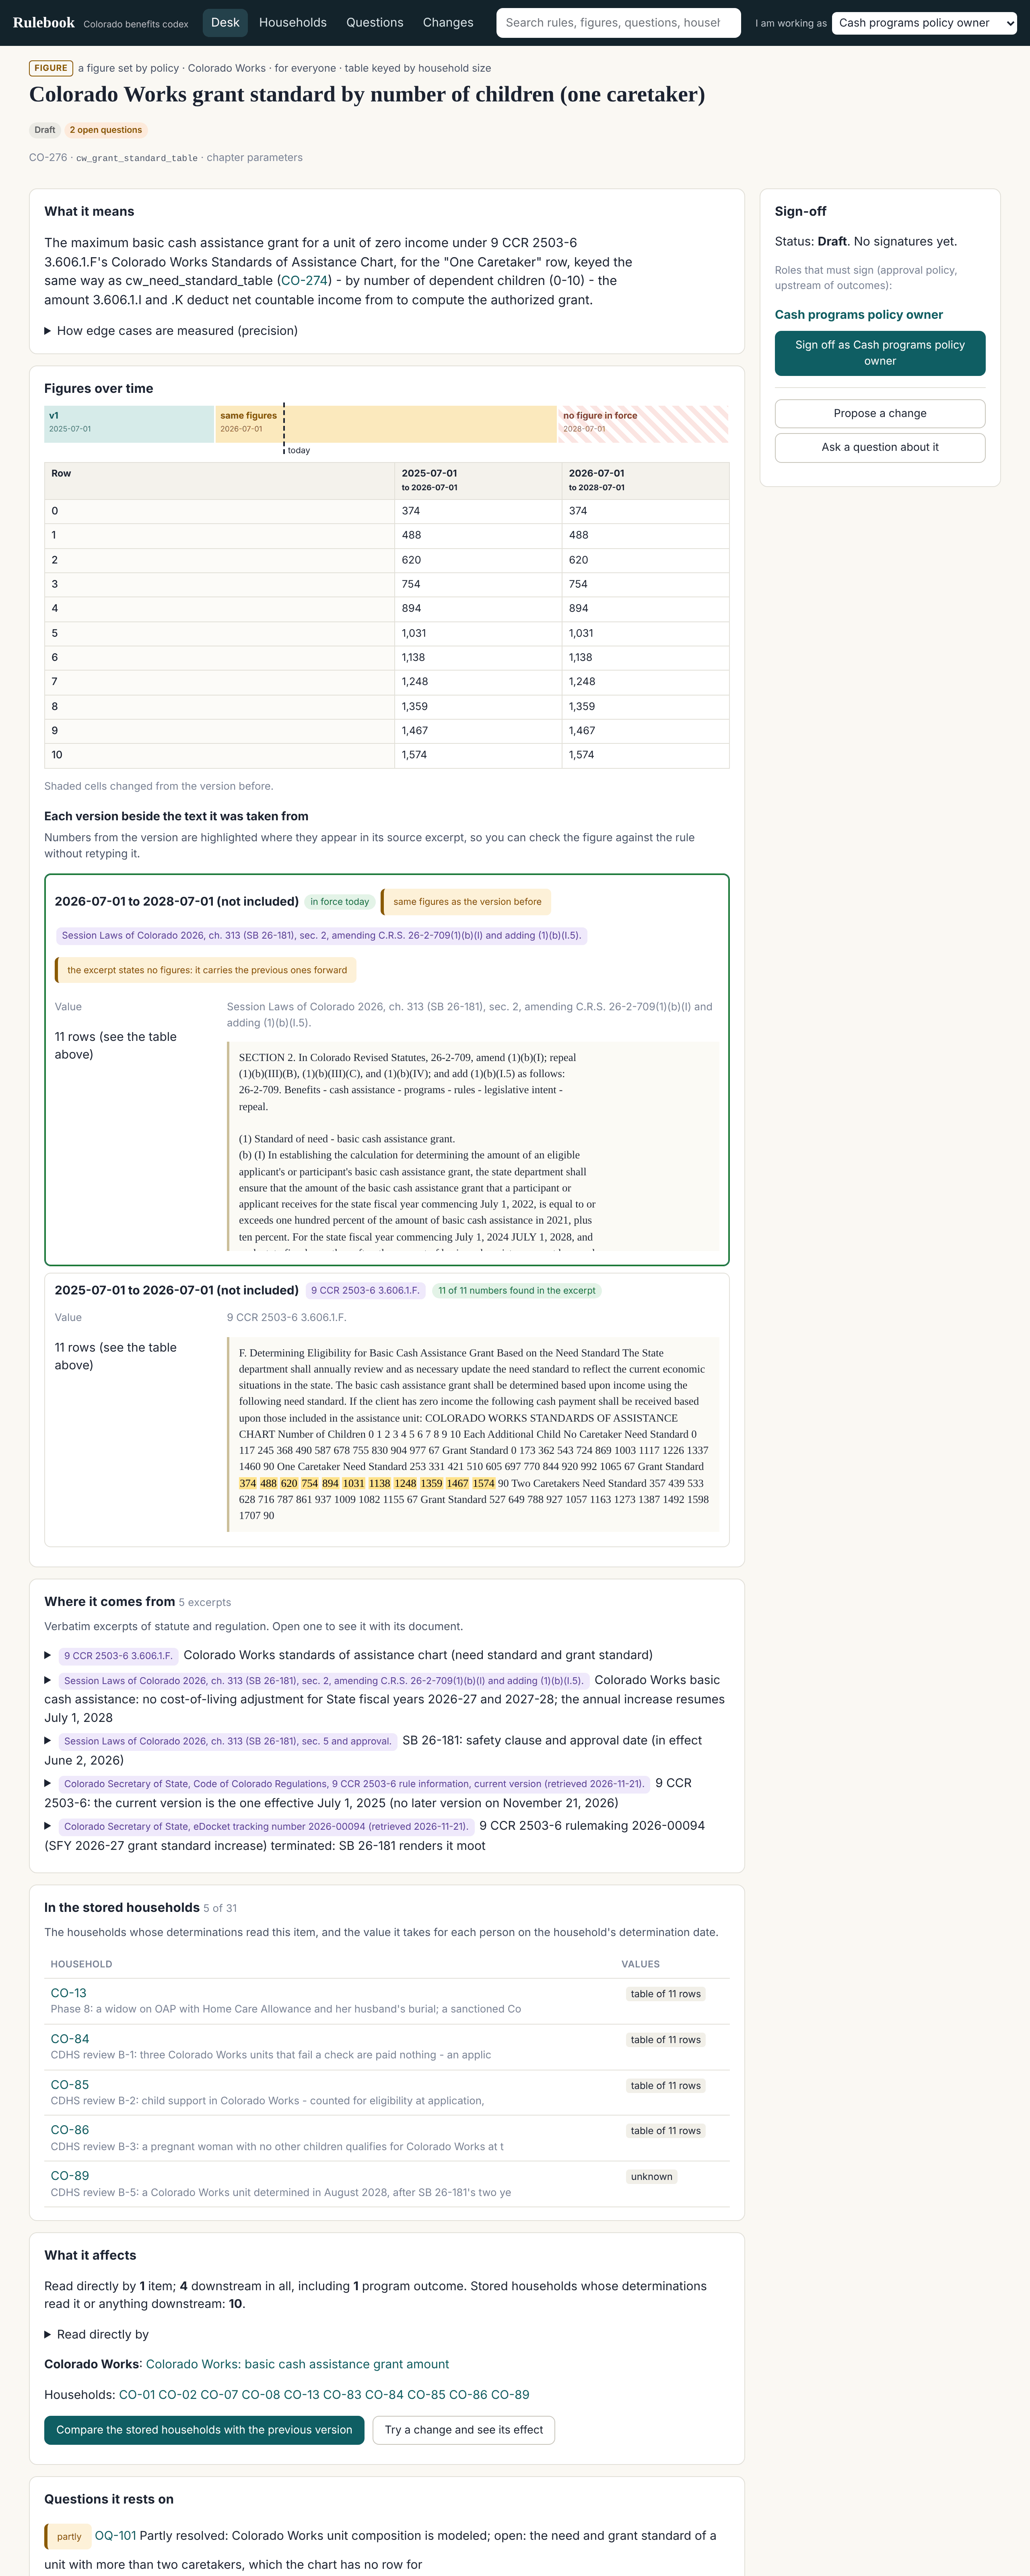 Rulebook Colorado benefits codex Desk Households Questions Changes Search rules, figures, questions, househ I am working as Cash programs policy owner
FIGURE a figure set by policy · Colorado Works · for everyone · table keyed by household size
Colorado Works grant standard by number of children (one caretaker)
Draft 2 open questions
CO-276 · cw_grant_standard_table · chapter parameters
What it means
The maximum basic cash assistance grant for a unit of zero income under 9 CCR 2503-6
3.606.1.F's Colorado Works Standards of Assistance Chart, for the "One Caretaker" row, keyed the
same way as cw_need_standard_table (CO-274) - by number of dependent children (0-10) - the
amount 3.606.1.I and .K deduct net countable income from to compute the authorized grant.
▶ How edge cases are measured (precision)
Sign-off
Status: Draft. No signatures yet.
Roles that must sign (approval policy,
upstream of outcomes):
Cash programs policy owner
Sign off as Cash programs policy
owner
Propose a change
Ask a question about it
Figures over time
v1 same figures no figure in force
2025-07-01 2026-07-01 2028-07-01
today
Row 2025-07-01 2026-07-01
to 2026-07-01 to 2028-07-01
0 374 374
1 488 488
2 620 620
3 754 754
4 894 894
5 1,031 1,031
6 1,138 1,138
7 1,248 1,248
8 1,359 1,359
9 1,467 1,467
10 1,574 1,574
Shaded cells changed from the version before.
Each version beside the text it was taken from
Numbers from the version are highlighted where they appear in its source excerpt, so you can check the figure against the rule
without retyping it.
2026-07-01 to 2028-07-01 (not included) in force today same figures as the version before
Session Laws of Colorado 2026, ch. 313 (SB 26-181), sec. 2, amending C.R.S. 26-2-709(1)(b)(I) and adding (1)(b)(I.5).
the excerpt states no figures: it carries the previous ones forward
Value
11 rows (see the table
above)
Session Laws of Colorado 2026, ch. 313 (SB 26-181), sec. 2, amending C.R.S. 26-2-709(1)(b)(I) and
adding (1)(b)(I.5).
SECTION 2. In Colorado Revised Statutes, 26-2-709, amend (1)(b)(I); repeal
(1)(b)(III)(B), (1)(b)(III)(C), and (1)(b)(IV); and add (1)(b)(I.5) as follows:
26-2-709. Benefits - cash assistance - programs - rules - legislative intent -
repeal.
(1) Standard of need - basic cash assistance grant.
(b) (I) In establishing the calculation for determining the amount of an eligible
applicant's or participant's basic cash assistance grant, the state department shall
ensure that the amount of the basic cash assistance grant that a participant or
applicant receives for the state fiscal year commencing July 1, 2022, is equal to or
exceeds one hundred percent of the amount of basic cash assistance in 2021, plus
ten percent. For the state fiscal year commencing July 1, 2024 JULY 1, 2028, and
2025-07-01 to 2026-07-01 (not included) 9 CCR 2503-6 3.606.1.F. 11 of 11 numbers found in the excerpt
Value
11 rows (see the table
above)
9 CCR 2503-6 3.606.1.F.
F. Determining Eligibility for Basic Cash Assistance Grant Based on the Need Standard The State
department shall annually review and as necessary update the need standard to reflect the current economic
situations in the state. The basic cash assistance grant shall be determined based upon income using the
following need standard. If the client has zero income the following cash payment shall be received based
upon those included in the assistance unit: COLORADO WORKS STANDARDS OF ASSISTANCE
CHART Number of Children 0 1 2 3 4 5 6 7 8 9 10 Each Additional Child No Caretaker Need Standard 0
117 245 368 490 587 678 755 830 904 977 67 Grant Standard 0 173 362 543 724 869 1003 1117 1226 1337
1460 90 One Caretaker Need Standard 253 331 421 510 605 697 770 844 920 992 1065 67 Grant Standard
374 488 620 754 894 1031 1138 1248 1359 1467 1574 90 Two Caretakers Need Standard 357 439 533
628 716 787 861 937 1009 1082 1155 67 Grant Standard 527 649 788 927 1057 1163 1273 1387 1492 1598
1707 90
Where it comes from 5 excerpts
Verbatim excerpts of statute and regulation. Open one to see it with its document.
▶ 9 CCR 2503-6 3.606.1.F. Colorado Works standards of assistance chart (need standard and grant standard)
▶ Session Laws of Colorado 2026, ch. 313 (SB 26-181), sec. 2, amending C.R.S. 26-2-709(1)(b)(I) and adding (1)(b)(I.5). Colorado Works basic
cash assistance: no cost-of-living adjustment for State fiscal years 2026-27 and 2027-28; the annual increase resumes
July 1, 2028
▶ Session Laws of Colorado 2026, ch. 313 (SB 26-181), sec. 5 and approval. SB 26-181: safety clause and approval date (in effect
June 2, 2026)
▶ Colorado Secretary of State, Code of Colorado Regulations, 9 CCR 2503-6 rule information, current version (retrieved 2026-11-21). 9 CCR
2503-6: the current version is the one effective July 1, 2025 (no later version on November 21, 2026)
▶ Colorado Secretary of State, eDocket tracking number 2026-00094 (retrieved 2026-11-21). 9 CCR 2503-6 rulemaking 2026-00094
(SFY 2026-27 grant standard increase) terminated: SB 26-181 renders it moot
In the stored households 5 of 31
The households whose determinations read this item, and the value it takes for each person on the household's determination date.
HOUSEHOLD VALUES
CO-13 table of 11 rows
Phase 8: a widow on OAP with Home Care Allowance and her husband's burial; a sanctioned Co
CO-84 table of 11 rows
CDHS review B-1: three Colorado Works units that fail a check are paid nothing - an applic
CO-85 table of 11 rows
CDHS review B-2: child support in Colorado Works - counted for eligibility at application,
CO-86 table of 11 rows
CDHS review B-3: a pregnant woman with no other children qualifies for Colorado Works at t
CO-89 unknown
CDHS review B-5: a Colorado Works unit determined in August 2028, after SB 26-181's two ye
What it affects
Read directly by 1 item; 4 downstream in all, including 1 program outcome. Stored households whose determinations
read it or anything downstream: 10.
▶ Read directly by
Colorado Works: Colorado Works: basic cash assistance grant amount
Households: CO-01 CO-02 CO-07 CO-08 CO-13 CO-83 CO-84 CO-85 CO-86 CO-89
Compare the stored households with the previous version Try a change and see its effect
Questions it rests on
partly OQ-101 Partly resolved: Colorado Works unit composition is modeled; open: the need and grant standard of a
unit with more than two caretakers, which the chart has no row for